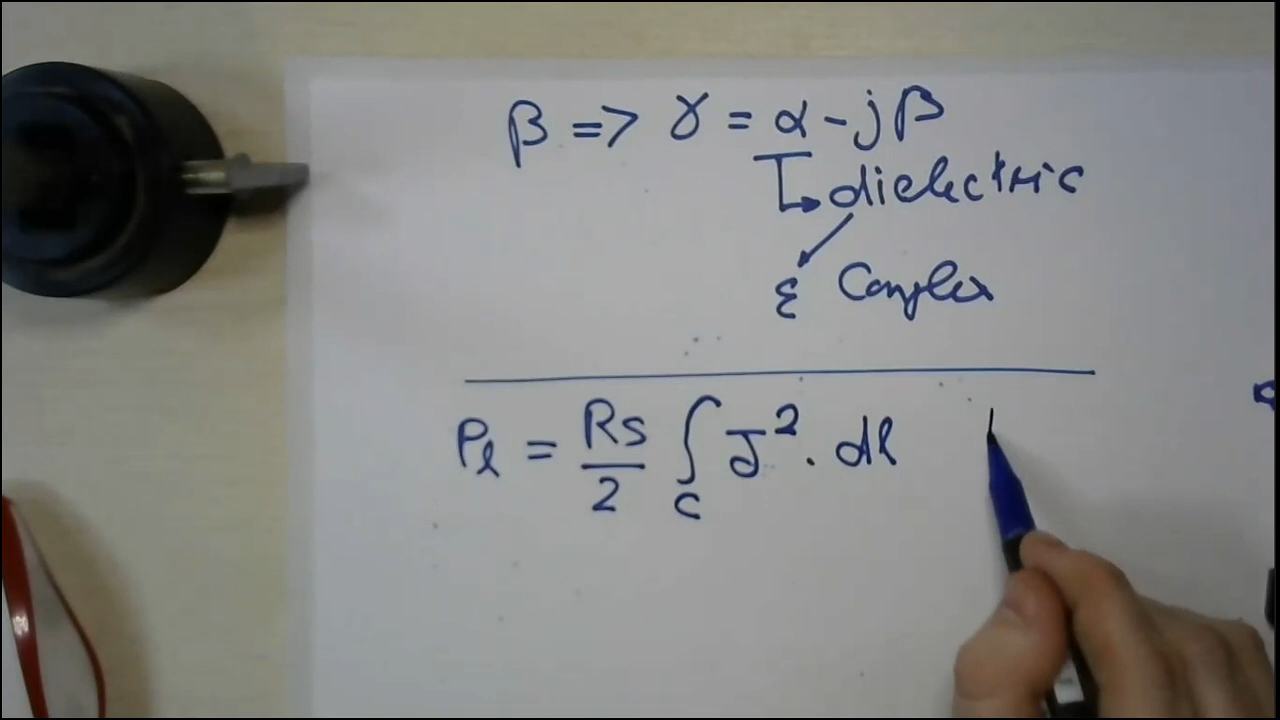 β => γ = α - jβ
dielectric
ε Complex
Pl = Rs/2 ∫c J² . dl